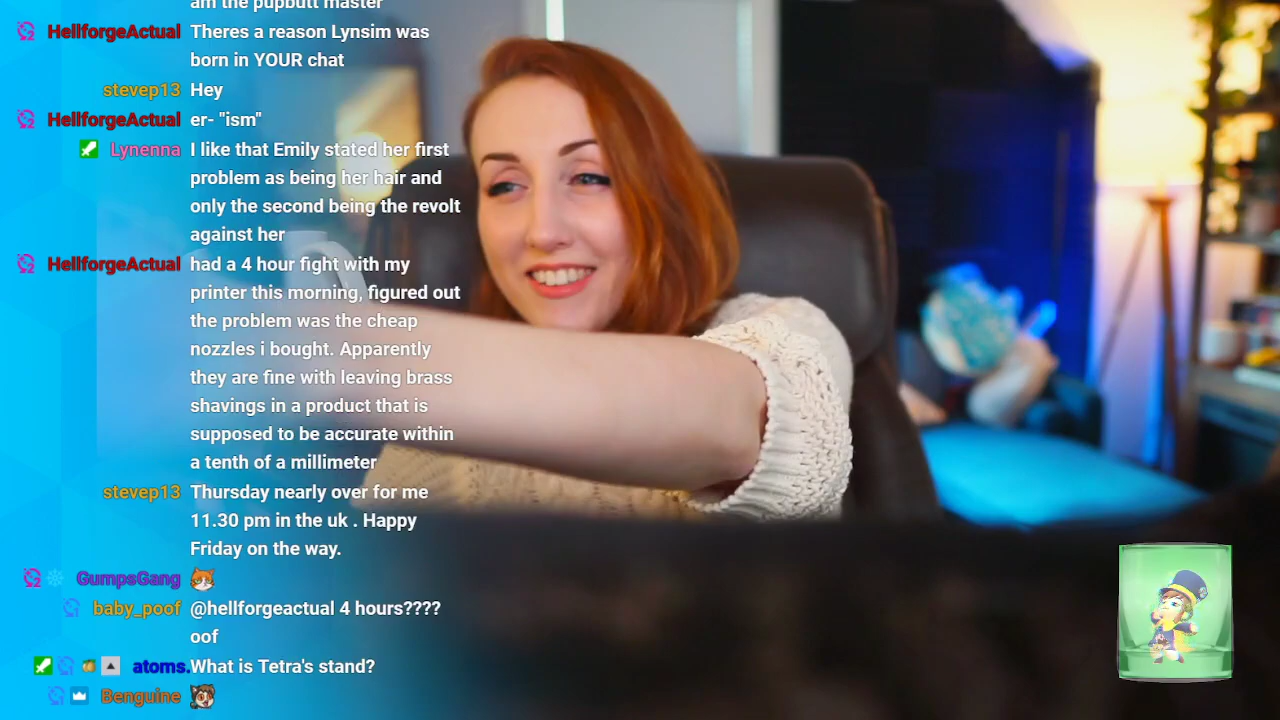 am the pupbutt master
HellforgeActual Theres a reason Lynsim was
born in YOUR chat
stevep13 Hey
HellforgeActual er- "ism"
Lynenna I like that Emily stated her first
problem as being her hair and
only the second being the revolt
against her
HellforgeActual had a 4 hour fight with my
printer this morning, figured out
the problem was the cheap
nozzles i bought. Apparently
they are fine with leaving brass
shavings in a product that is
supposed to be accurate within
a tenth of a millimeter
stevep13 Thursday nearly over for me
11.30 pm in the uk . Happy
Friday on the way.
GumpsGang
baby_poof @hellforgeactual 4 hours????
oof
atoms. What is Tetra's stand?
Benguine